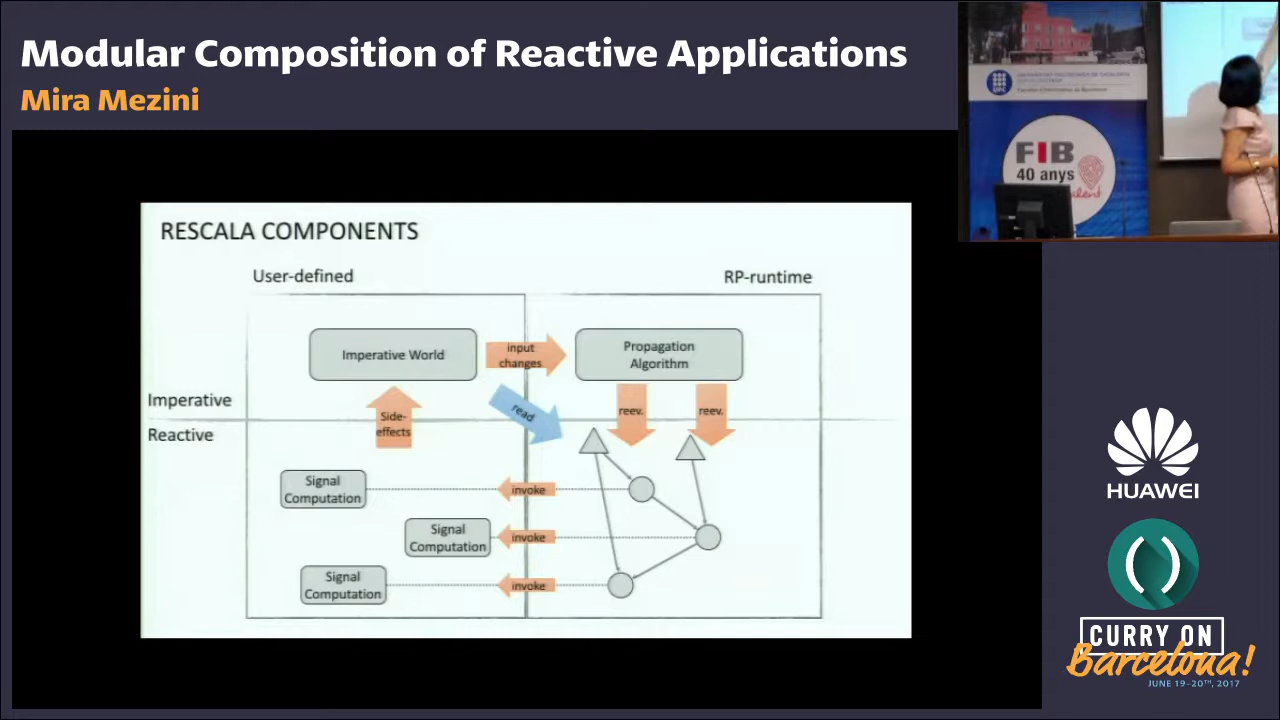 Modular Composition of Reactive Applications
Mira Mezini
UPC
FIB
40 anys
RESCALA COMPONENTS
User-defined
RP-runtime
Imperative World
input
changes
Propagation
Algorithm
Imperative
Reactive
Side-
effects
read
reev.
reev.
Signal
Computation
invoke
Signal
Computation
invoke
Signal
Computation
invoke
HUAWEI
CURRY ON
Barcelona!
JUNE 19-20TH, 2017